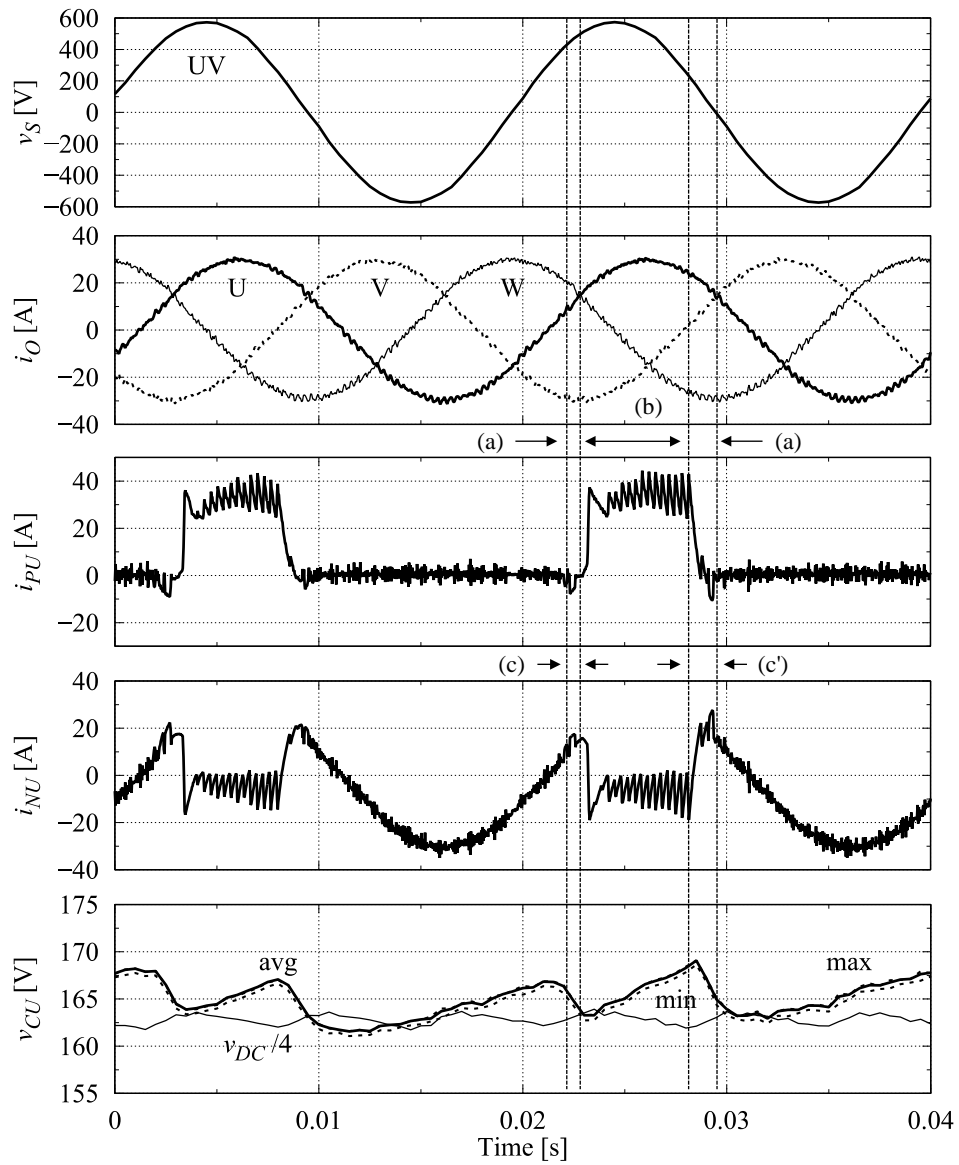 600
400
200
0
−200
−400
−600
v_S [V]
UV
40
20
0
−20
−40
i_O [A]
U V W
(b)
(a) (a)
40
20
0
−20
i_PU [A]
(c) (c')
40
20
0
−20
−40
i_NU [A]
175
170
165
160
155
v_CU [V]
avg max
min
v_DC /4
0 0.01 0.02 0.03 0.04
Time [s]